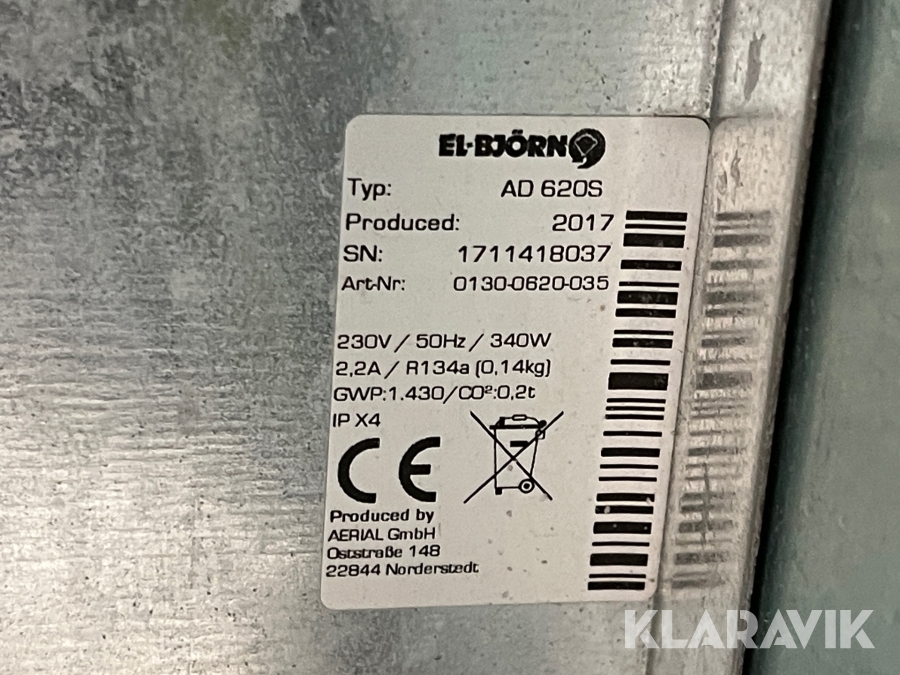 EL-BJÖRN
Typ: AD 620S
Produced: 2017
SN: 1711418037
Art-Nr: 0130-0620-035
230V / 50Hz / 340W
2,2A / R134a (0,14kg)
GWP:1.430/CO²:0,2t
IP X4
CE
Produced by
AERIAL GmbH
Oststraße 148
22844 Norderstedt
KLARAVIK